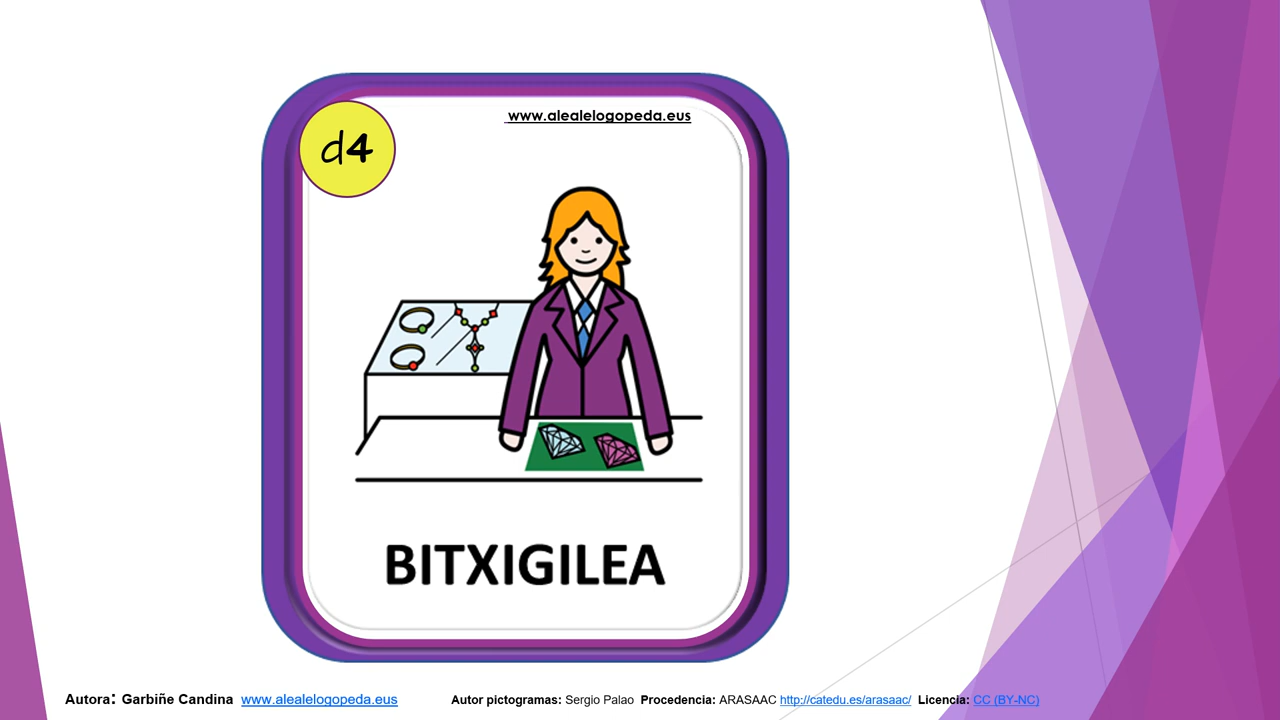 www.alealelogopeda.eus
d4
BITXIGILEA
Autora: Garbiñe Candina www.alealelogopeda.eus Autor pictogramas: Sergio Palao Procedencia: ARASAAC http://catedu.es/arasaac/ Licencia: CC (BY-NC)